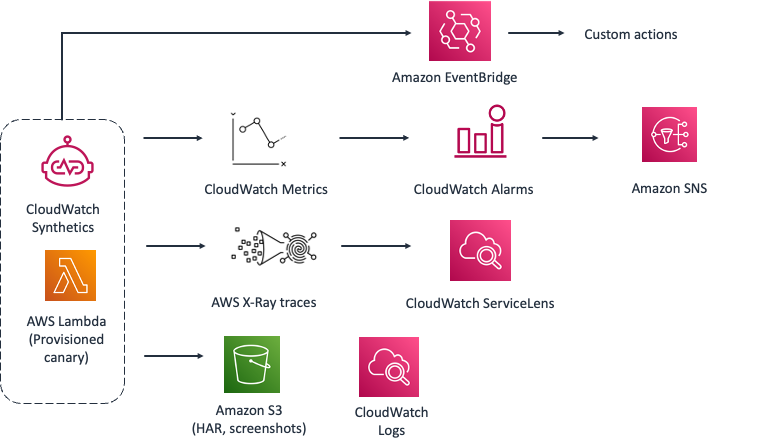 Custom actions
Amazon EventBridge
CloudWatch
Synthetics
AWS Lambda
(Provisioned
canary)
CloudWatch Metrics
CloudWatch Alarms
Amazon SNS
AWS X-Ray traces
CloudWatch ServiceLens
Amazon S3
(HAR, screenshots)
CloudWatch
Logs